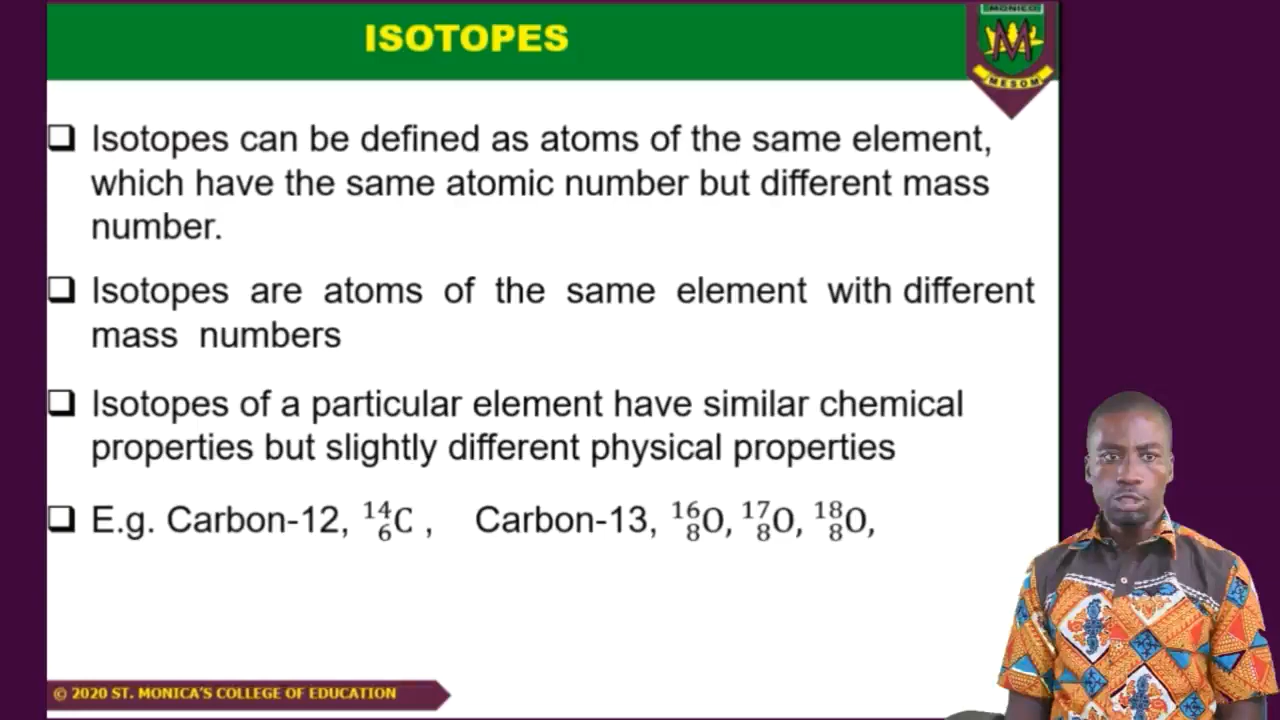 ISOTOPES
MONICO
M
MESOM
❑ Isotopes can be defined as atoms of the same element,
which have the same atomic number but different mass
number.
❑ Isotopes are atoms of the same element with different
mass numbers
❑ Isotopes of a particular element have similar chemical
properties but slightly different physical properties
❑ E.g. Carbon-12, ¹⁴₆C , Carbon-13, ¹⁶₈O, ¹⁷₈O, ¹⁸₈O,
© 2020 ST. MONICA'S COLLEGE OF EDUCATION